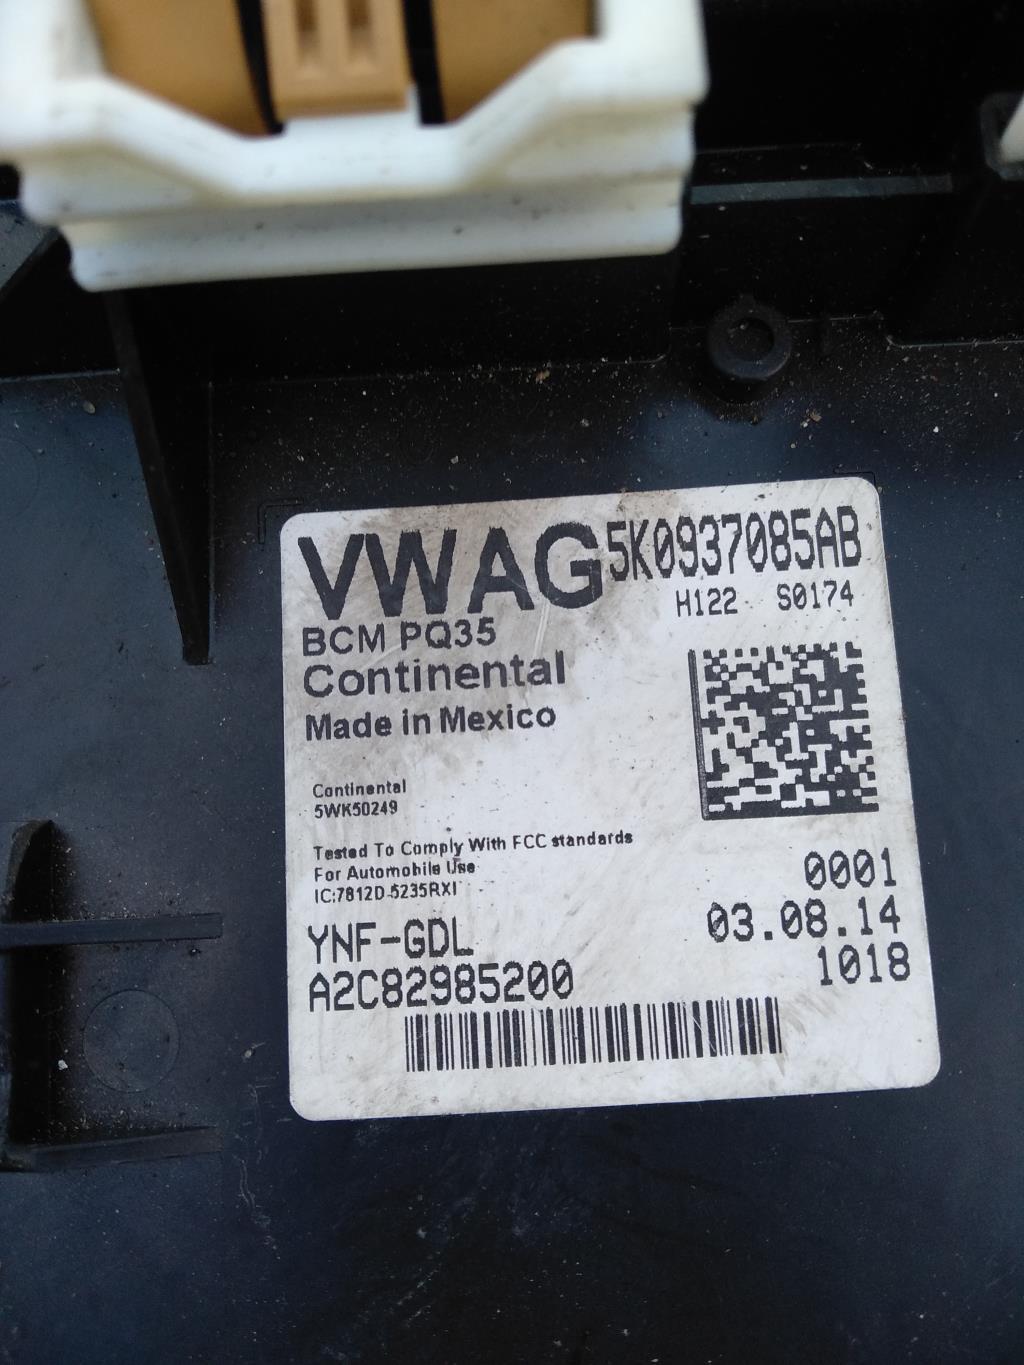 VWAG 5K0937085AB
H122 S0174
BCM PQ35
Continental
Made in Mexico
Continental
5WK50249
Tested To Comply With FCC standards
For Automobile Use
IC:7812D-5235RXI
0001
YNF-GDL 03.08.14
A2C82985200 1018